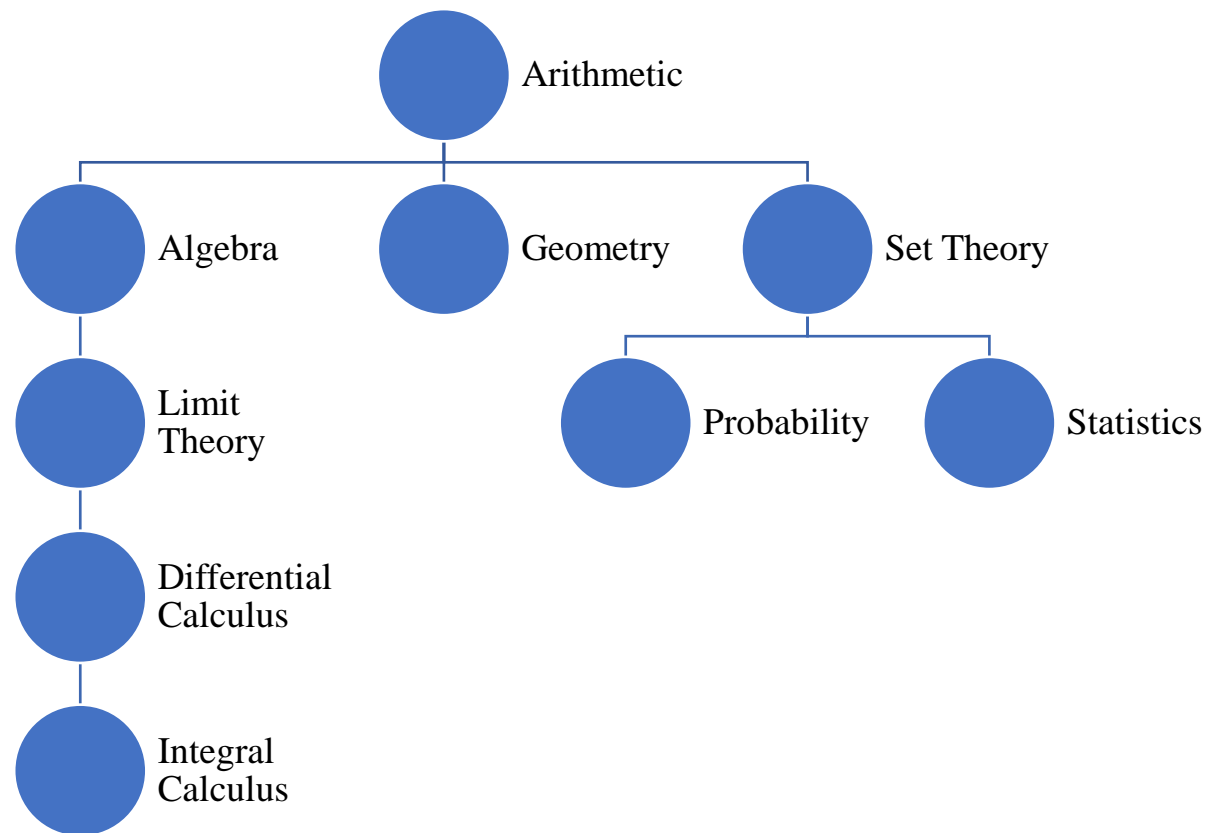 Arithmetic
Algebra
Geometry
Set Theory
Limit
Theory
Probability
Statistics
Differential
Calculus
Integral
Calculus